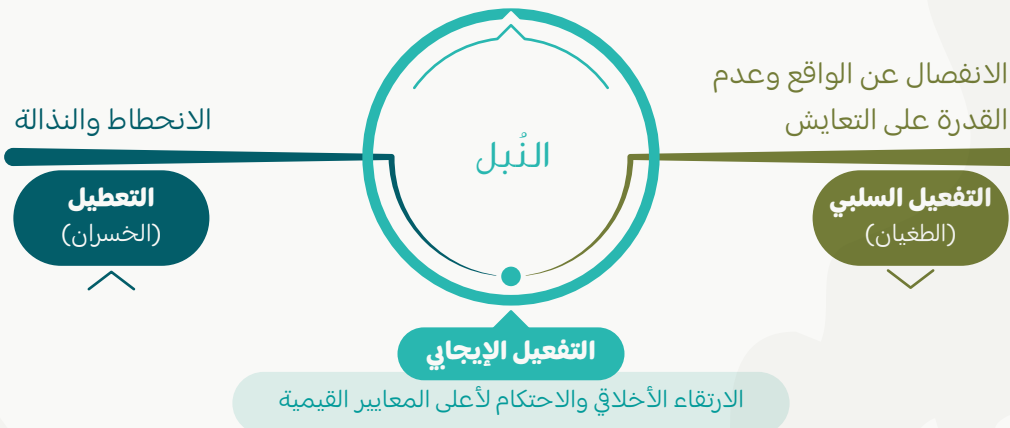 الانفصال عن الواقع وعدم
القدرة على التعايش
التفعيل السلبي
(الطغيان)
النُبل
الانحطاط والنذالة
التعطيل
(الخسران)
التفعيل الإيجابي
الارتقاء الأخلاقي والاحتكام لأعلى المعايير القيمية